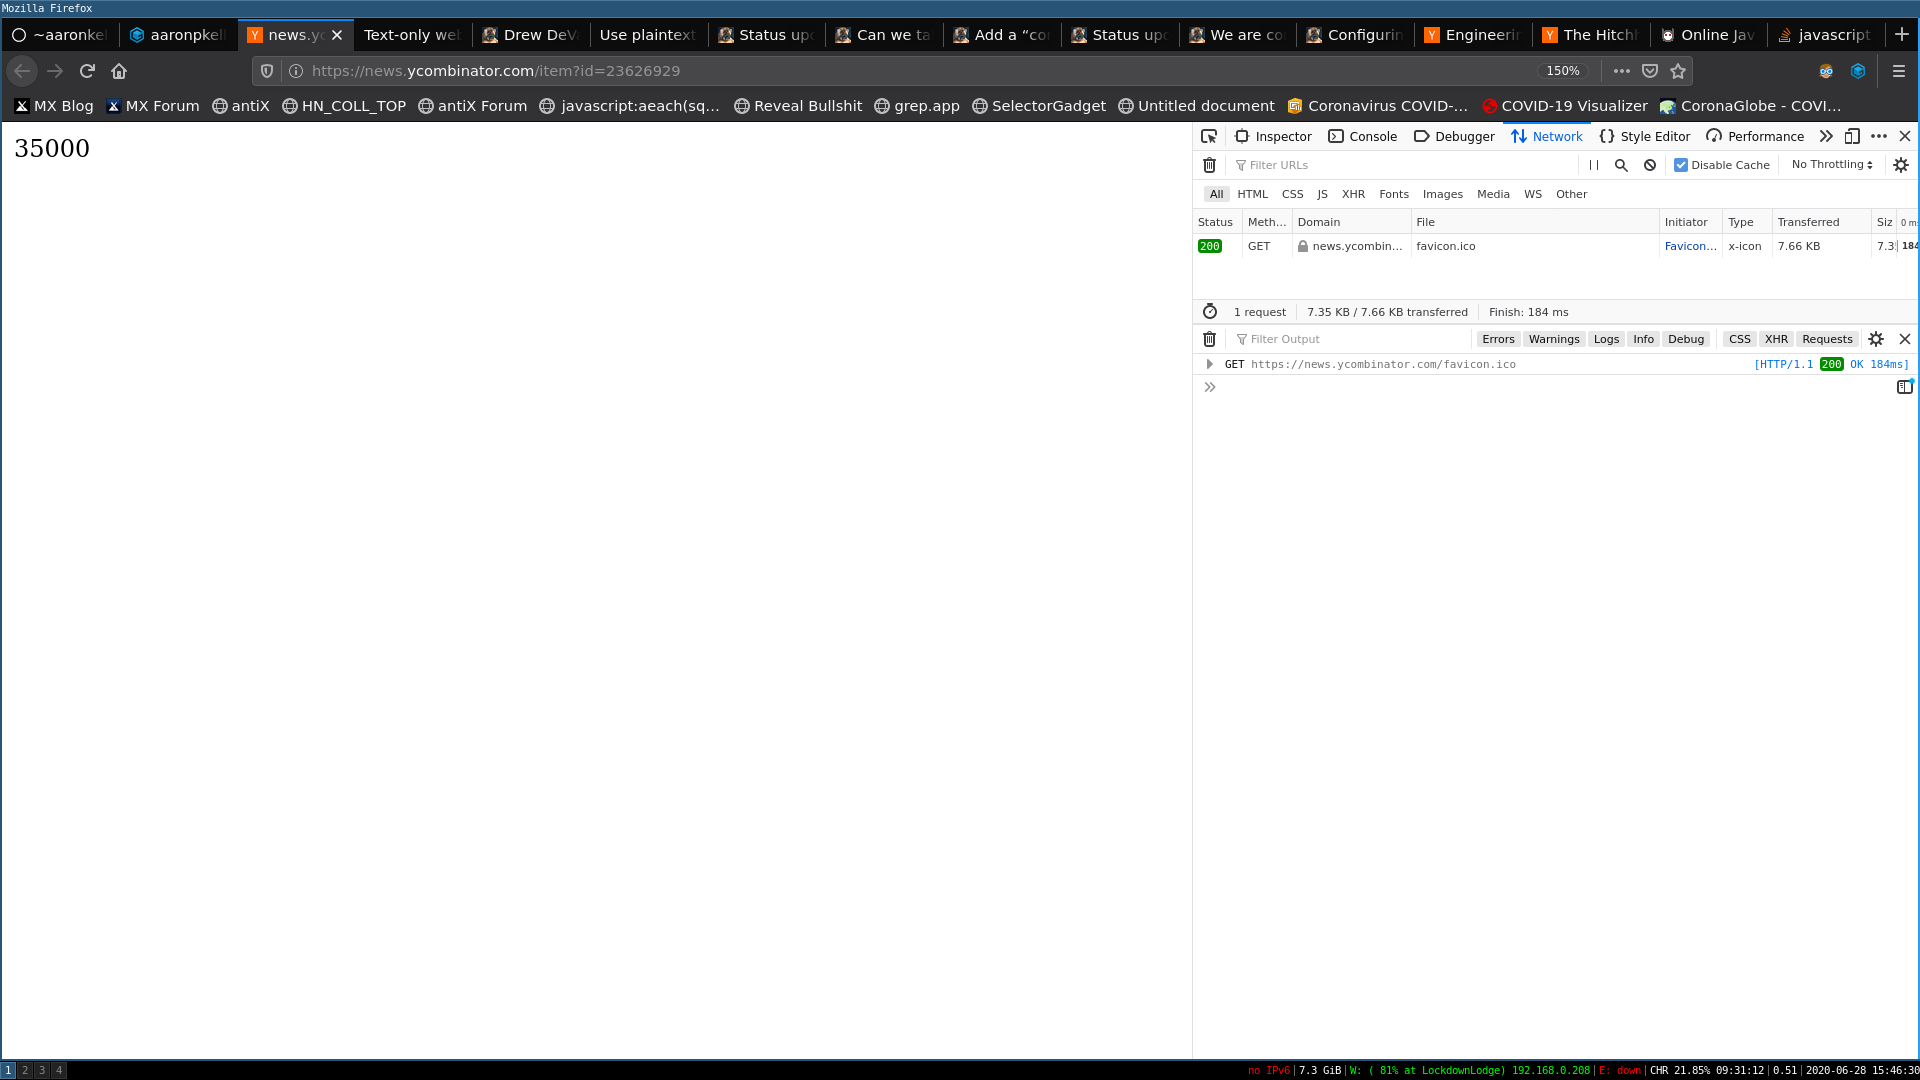 Mozilla Firefox
~aaronke aaronpkel news.y Text-only we Drew DeVa Use plaintext Status upd Can we ta Add a “co Status upd We are co Configurin Engineerin The Hitchh Online Jav javascript
https://news.ycombinator.com/item?id=23626929 150%
MX Blog MX Forum antiX HN_COLL_TOP antiX Forum javascript:aeach(sq... Reveal Bullshit grep.app SelectorGadget Untitled document Coronavirus COVID-... COVID-19 Visualizer CoronaGlobe - COVI...
35000
Inspector Console Debugger Network Style Editor Performance
Filter URLs Disable Cache No Throttling
All HTML CSS JS XHR Fonts Images Media WS Other
Status Meth... Domain File Initiator Type Transferred Siz 0 m
200 GET news.ycombin... favicon.ico Favicon... x-icon 7.66 KB 7.3 184
1 request 7.35 KB / 7.66 KB transferred Finish: 184 ms
Filter Output Errors Warnings Logs Info Debug CSS XHR Requests
GET https://news.ycombinator.com/favicon.ico [HTTP/1.1 200 OK 184ms]
1 2 3 4 no IPv6|7.3 GiB|W: ( 81% at LockdownLodge) 192.168.0.208|E: down|CHR 21.85% 09:31:12|0.51|2020-06-28 15:46:30